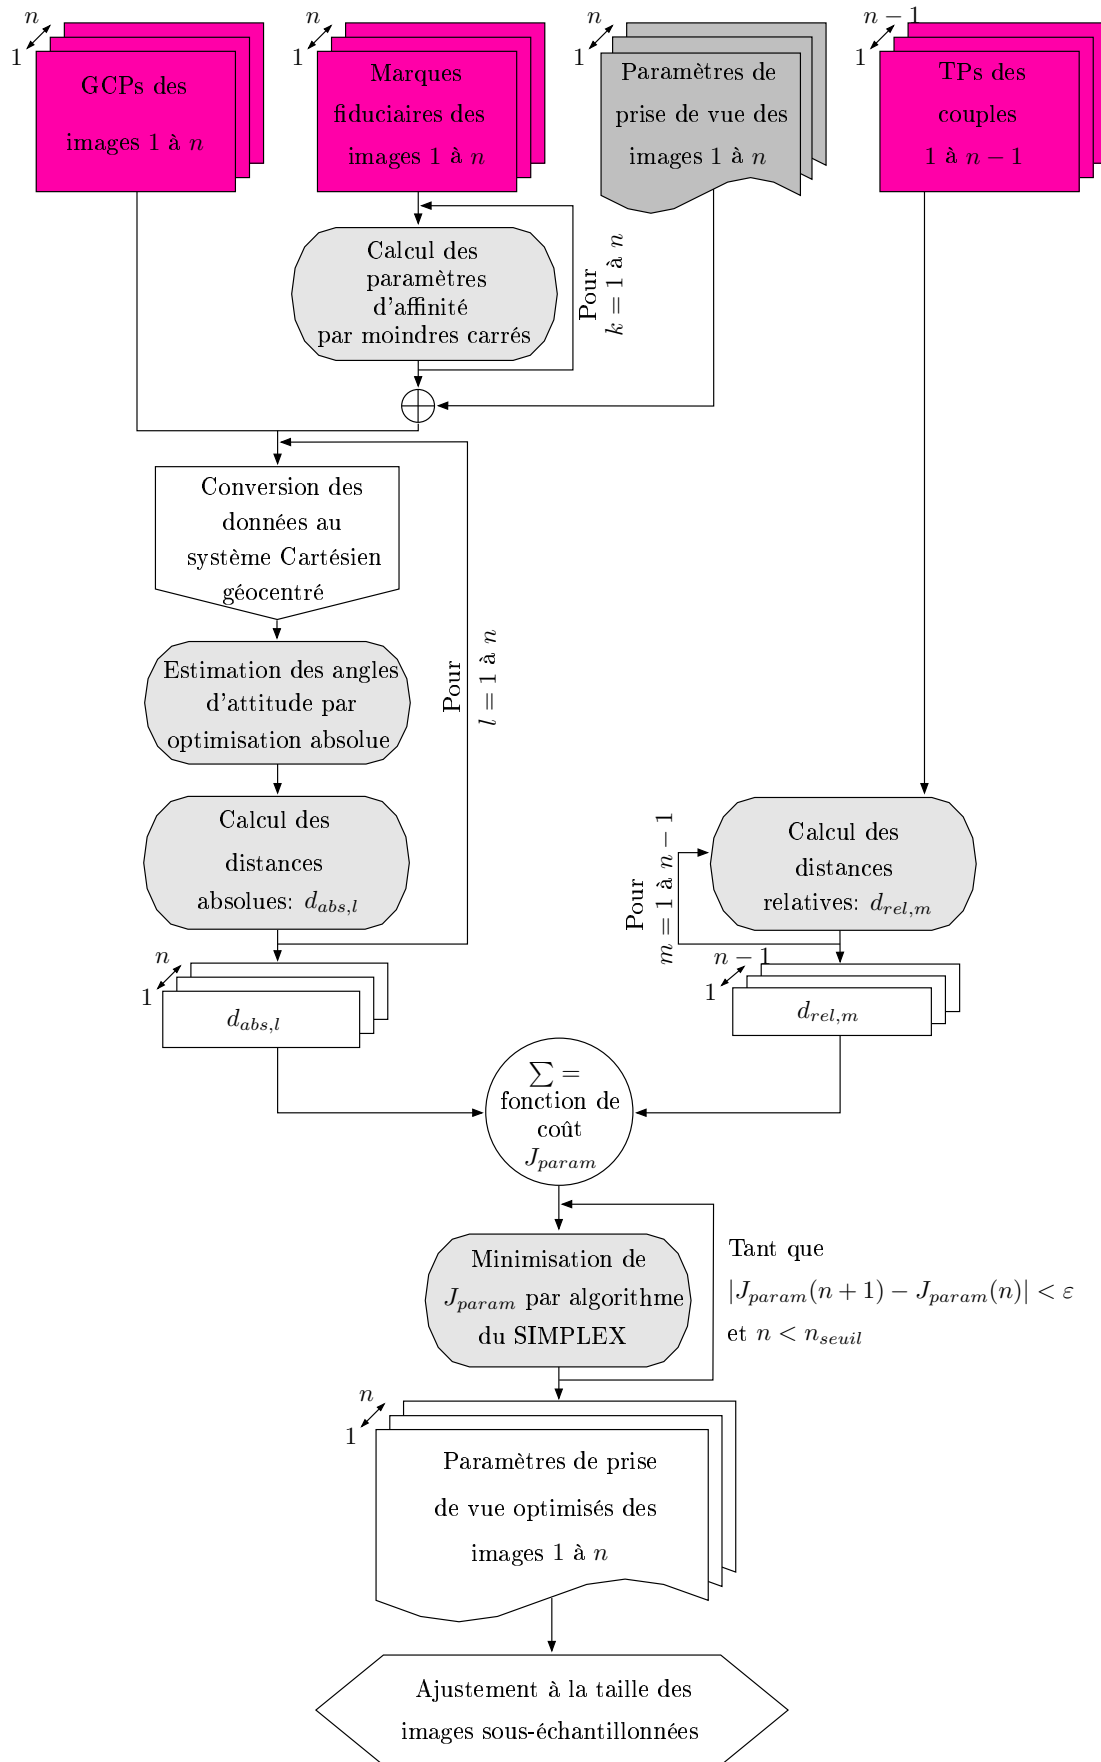 n
1
GCPs des
images 1 à n
n
1
Marques
fiduciaires des
images 1 à n
n
1
Paramètres de
prise de vue des
images 1 à n
n − 1
1
TPs des
couples
1 à n − 1
Calcul des
paramètres
d'affinité
par moindres carrés
Pour
k = 1 à n
Conversion des
données au
système Cartésien
géocentré
Estimation des angles
d'attitude par
optimisation absolue
Calcul des
distances
absolues: d_{abs,l}
Pour
l = 1 à n
Calcul des
distances
relatives: d_{rel,m}
Pour
m = 1 à n − 1
n
1
d_{abs,l}
n − 1
1
d_{rel,m}
∑ =
fonction de
coût
J_{param}
Minimisation de
J_{param} par algorithme
du SIMPLEX
Tant que
|J_{param}(n + 1) − J_{param}(n)| < ε
et n < n_{seuil}
n
1
Paramètres de prise
de vue optimisés des
images 1 à n
Ajustement à la taille des
images sous-échantillonnées